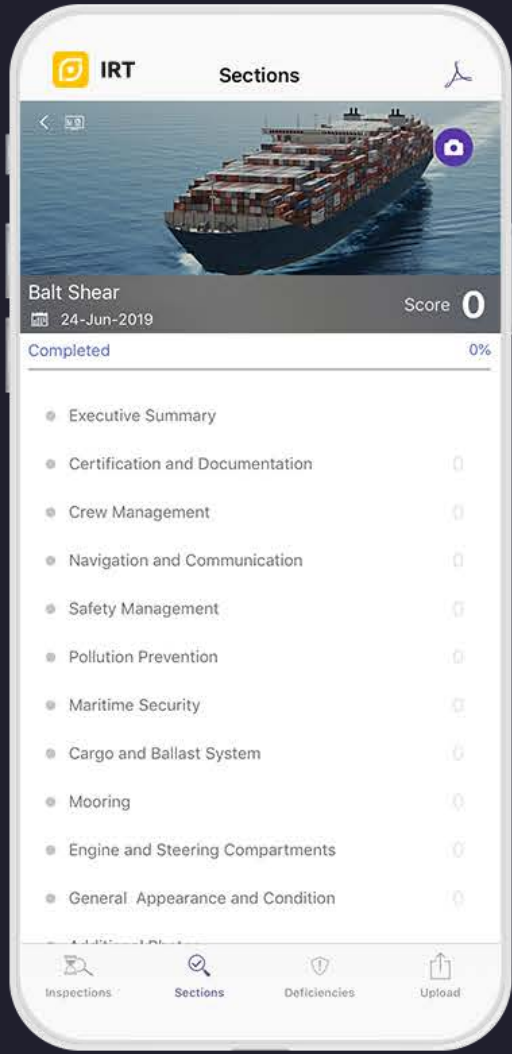 IRT
Sections
Balt Shear
Score 0
24-Jun-2019
Completed 0%
Executive Summary
Certification and Documentation 0
Crew Management 0
Navigation and Communication 0
Safety Management 0
Pollution Prevention 0
Maritime Security 0
Cargo and Ballast System 0
Mooring 0
Engine and Steering Compartments 0
General Appearance and Condition 0
Inspections Sections Deficiencies Upload